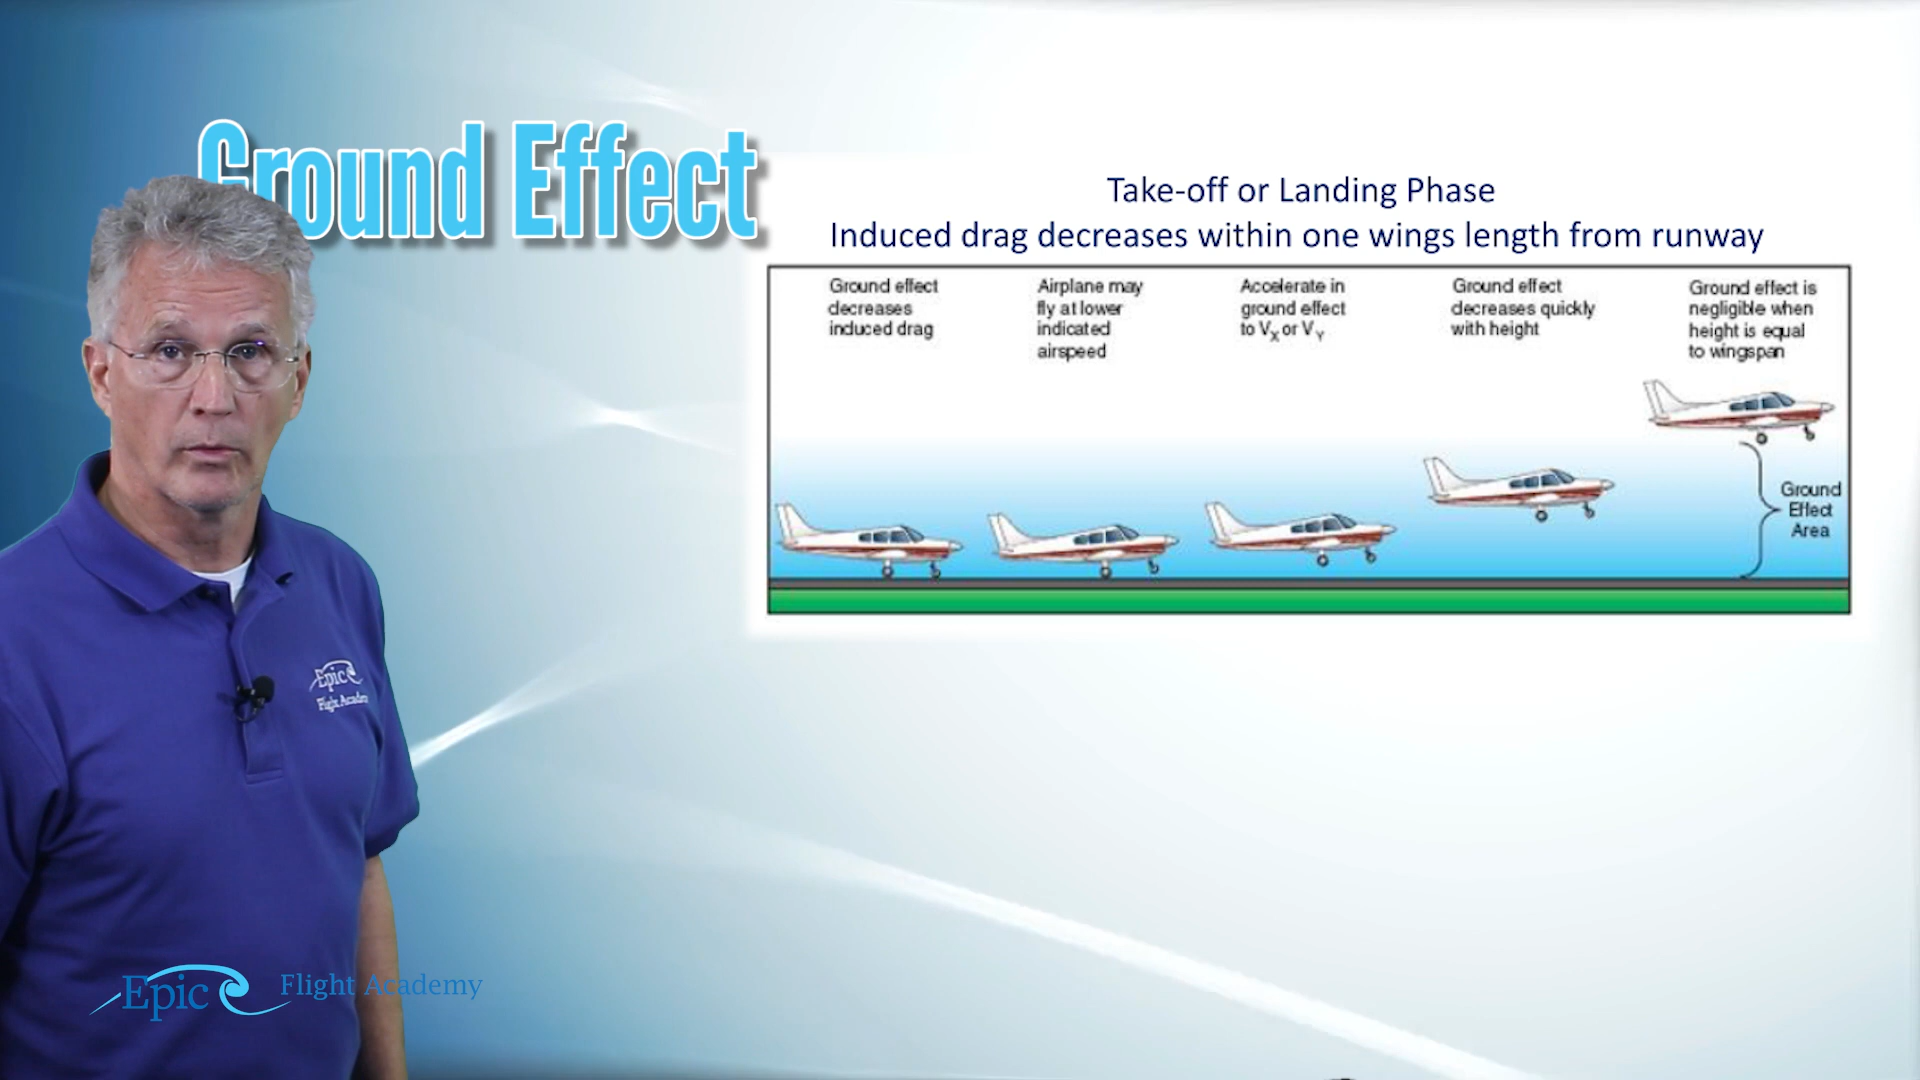 Ground Effect
Take-off or Landing Phase
Induced drag decreases within one wings length from runway
Ground effect
decreases
induced drag
Airplane may
fly at lower
indicated
airspeed
Accelerate in
ground effect
to Vx or VY
Ground effect
decreases quickly
with height
Ground effect is
negligible when
height is equal
to wingspan
Ground
Effect
Area
Epic
Flight Academy
Epic Flight Academy